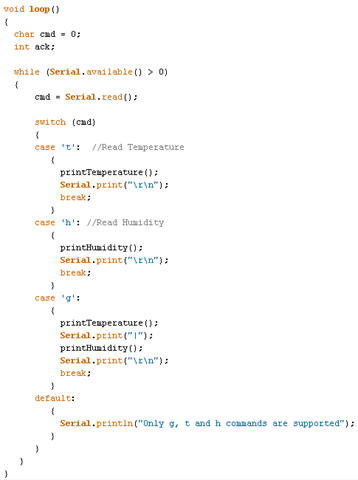 void loop()
{
  char cmd = 0;
  int ack;

  while (Serial.available() > 0)
  {
      cmd = Serial.read();

      switch (cmd)
      {
      case 't':  //Read Temperature
         {
           printTemperature();
           Serial.print("\r\n");
           break;
         }
      case 'h': //Read Humidity
         {
           printHumidity();
           Serial.print("\r\n");
           break;
         }
      case 'g':
         {
           printTemperature();
           Serial.print("|");
           printHumidity();
           Serial.print("\r\n");
           break;
         }
      default:
         {
           Serial.println("Only g, t and h commands are supported");
         }
      }
   }
}